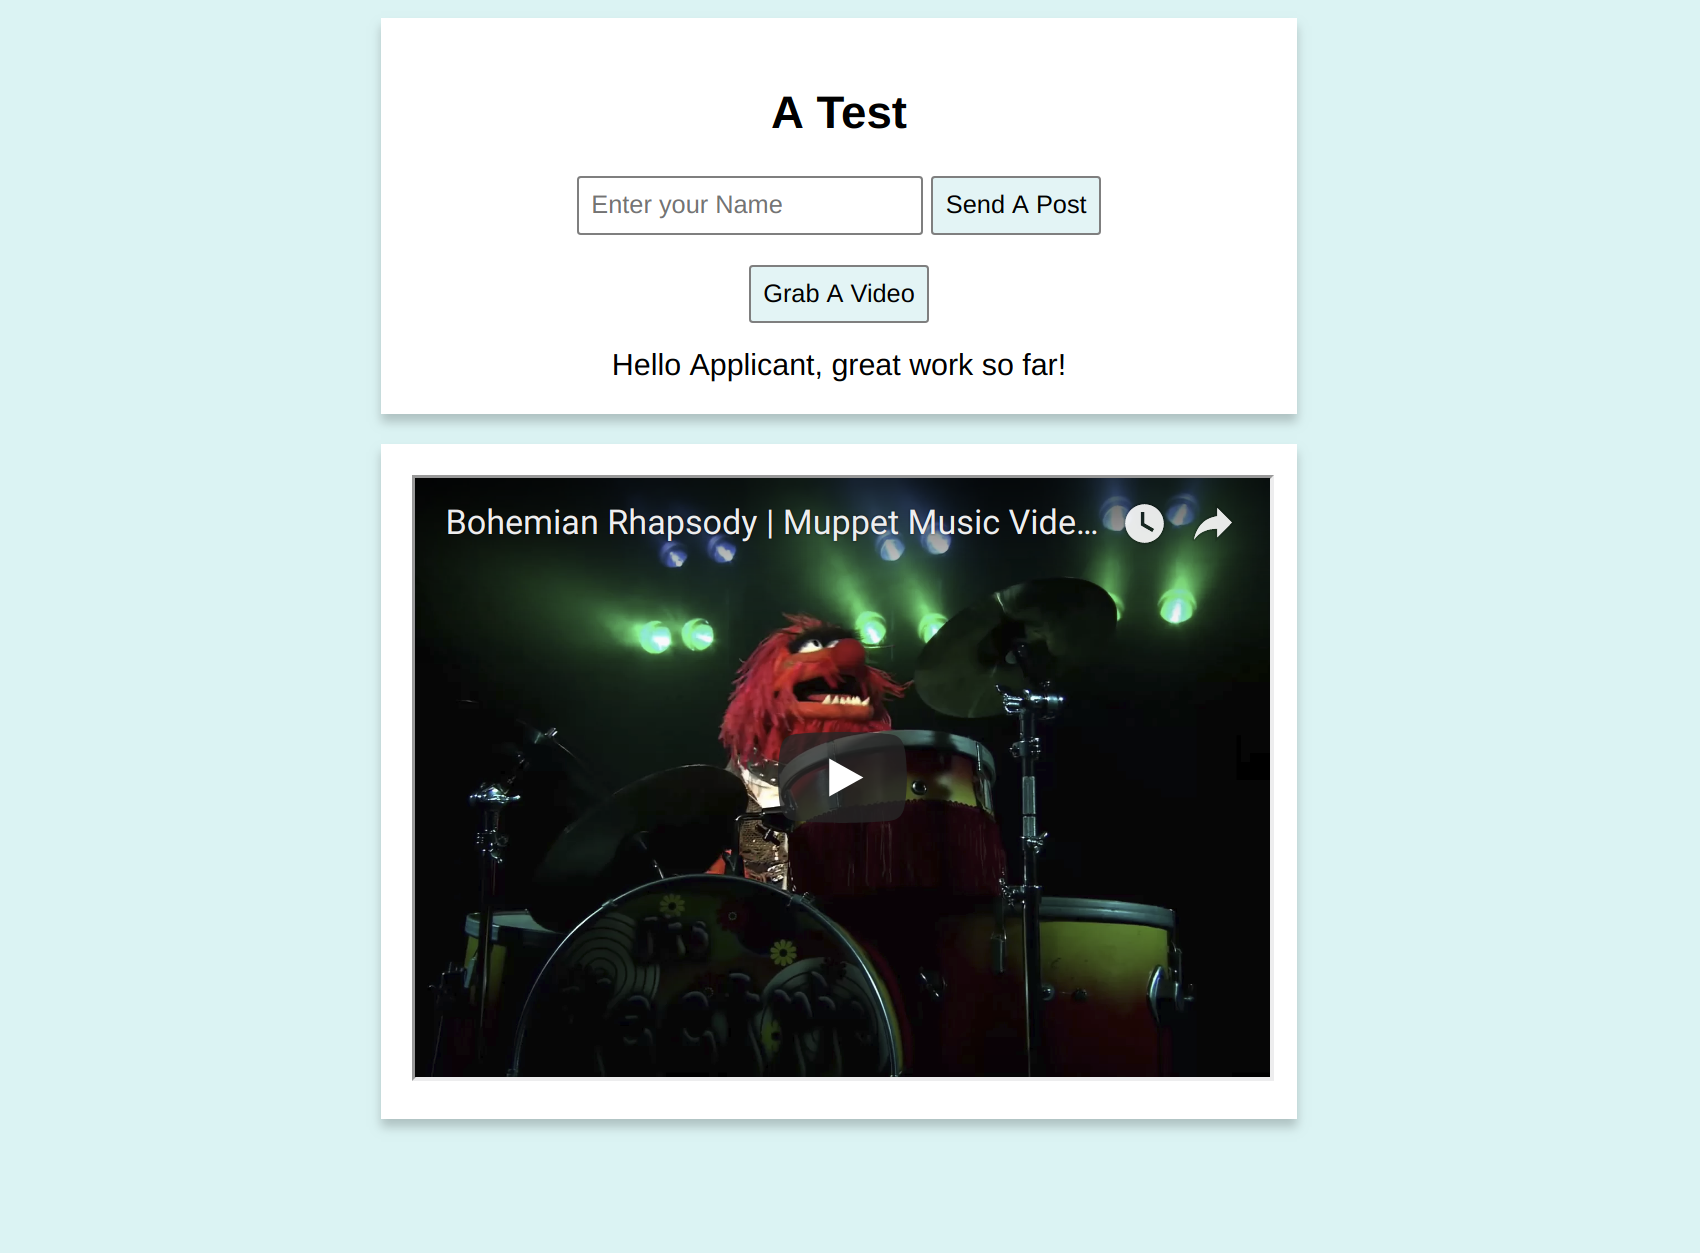 A Test
Enter your Name
Send A Post
Grab A Video
Hello Applicant, great work so far!
Bohemian Rhapsody | Muppet Music Vide...